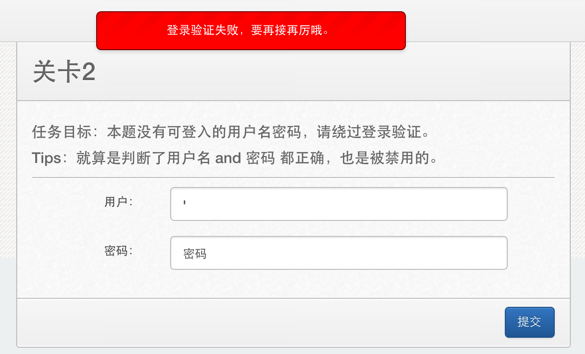 登录验证失败，要再接再厉哦。
关卡2
任务目标：本题没有可登入的用户名密码，请绕过登录验证。
Tips：就算是判断了用户名 and 密码 都正确，也是被禁用的。
用户： '
密码： 密码
提交